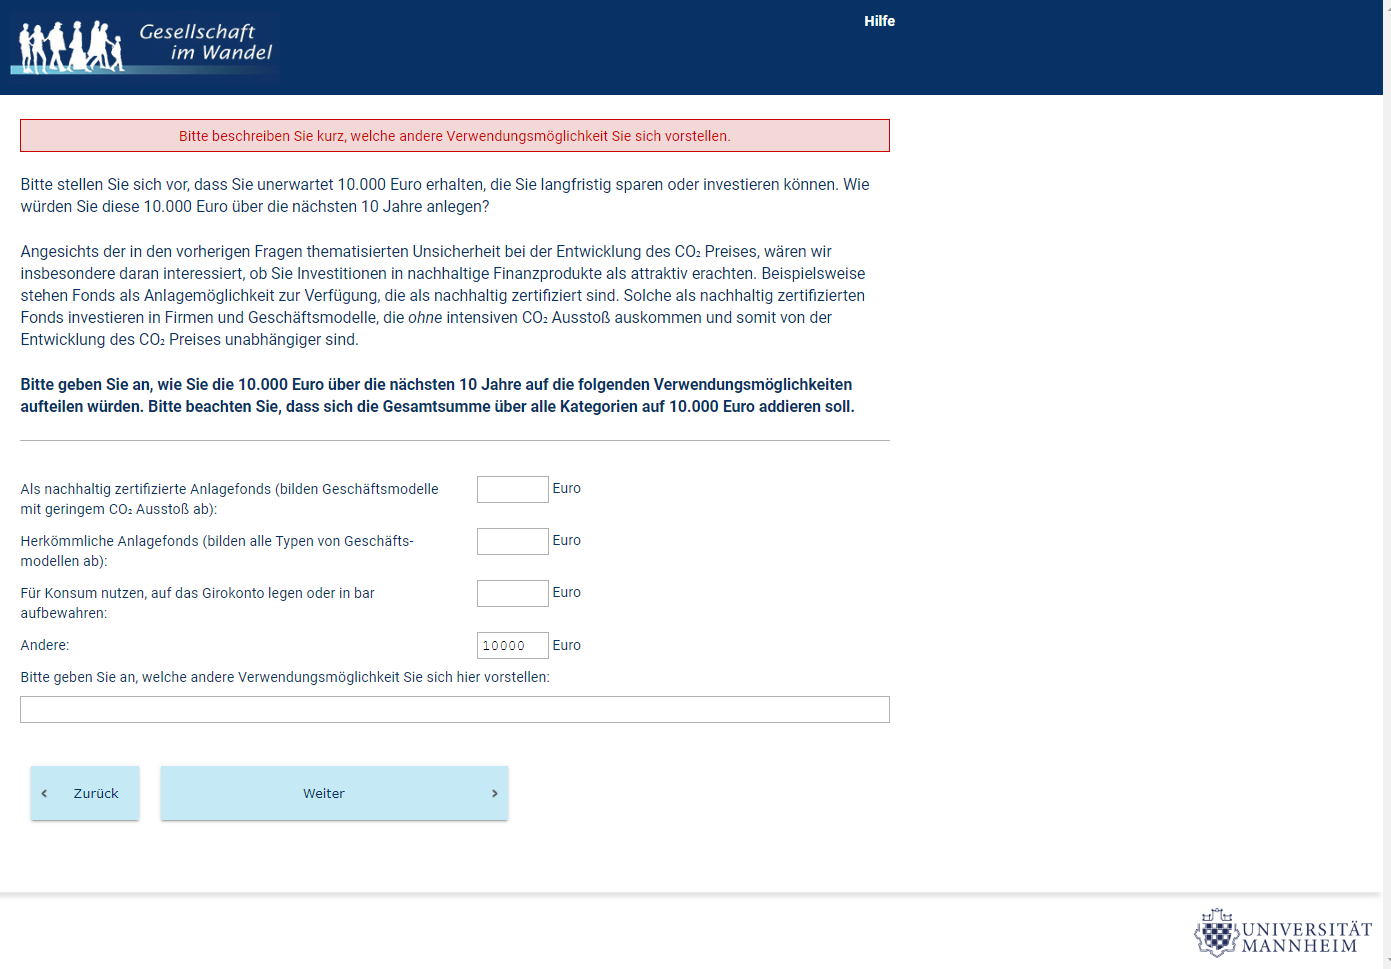 Gesellschaft
im Wandel
Hilfe
Bitte beschreiben Sie kurz, welche andere Verwendungsmöglichkeit Sie sich vorstellen.
Bitte stellen Sie sich vor, dass Sie unerwartet 10.000 Euro erhalten, die Sie langfristig sparen oder investieren können. Wie
würden Sie diese 10.000 Euro über die nächsten 10 Jahre anlegen?
Angesichts der in den vorherigen Fragen thematisierten Unsicherheit bei der Entwicklung des CO₂ Preises, wären wir
insbesondere daran interessiert, ob Sie Investitionen in nachhaltige Finanzprodukte als attraktiv erachten. Beispielsweise
stehen Fonds als Anlagemöglichkeit zur Verfügung, die als nachhaltig zertifiziert sind. Solche als nachhaltig zertifizierten
Fonds investieren in Firmen und Geschäftsmodelle, die ohne intensiven CO₂ Ausstoß auskommen und somit von der
Entwicklung des CO₂ Preises unabhängiger sind.
Bitte geben Sie an, wie Sie die 10.000 Euro über die nächsten 10 Jahre auf die folgenden Verwendungsmöglichkeiten
aufteilen würden. Bitte beachten Sie, dass sich die Gesamtsumme über alle Kategorien auf 10.000 Euro addieren soll.
Als nachhaltig zertifizierte Anlagefonds (bilden Geschäftsmodelle
mit geringem CO₂ Ausstoß ab):
Euro
Herkömmliche Anlagefonds (bilden alle Typen von Geschäfts-
modellen ab):
Euro
Für Konsum nutzen, auf das Girokonto legen oder in bar
aufbewahren:
Euro
Andere:
10000 Euro
Bitte geben Sie an, welche andere Verwendungsmöglichkeit Sie sich hier vorstellen:
‹ Zurück
Weiter ›
UNIVERSITÄT
MANNHEIM